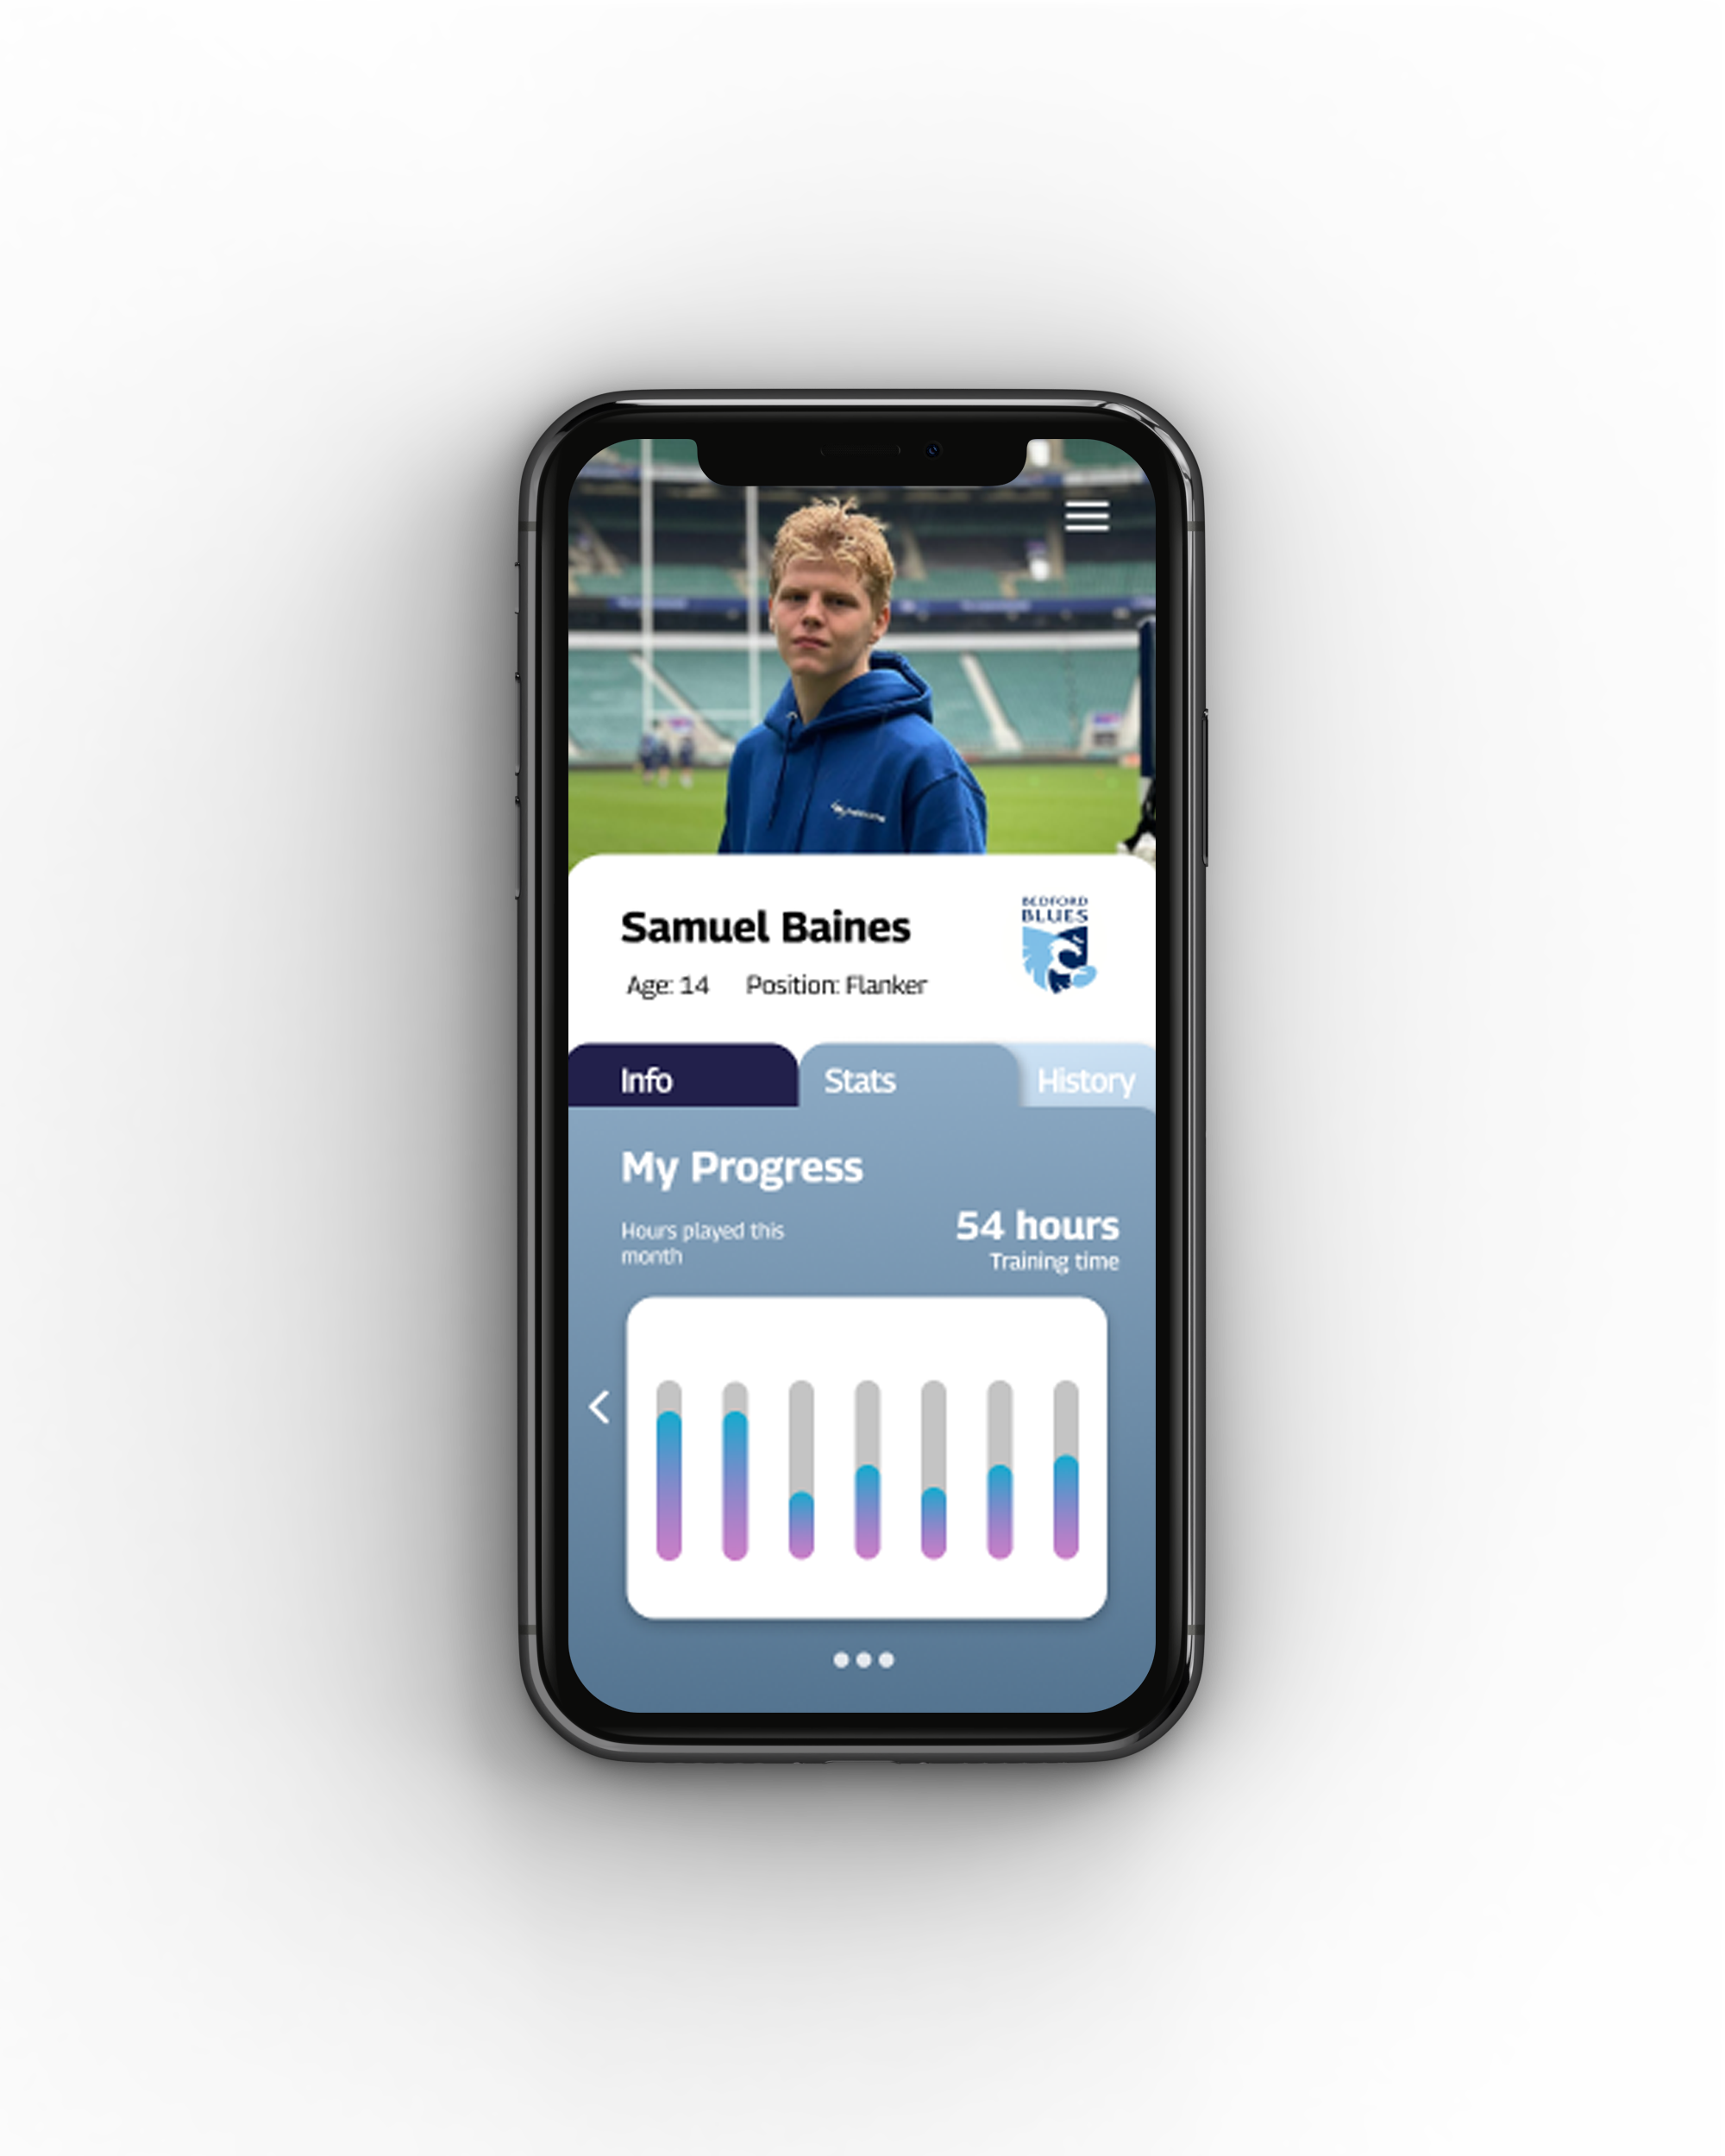 Samuel Baines
Age: 14 Position: Flanker
BEDFORD
BLUES
Info Stats History
My Progress
Hours played this
month
54 hours
Training time